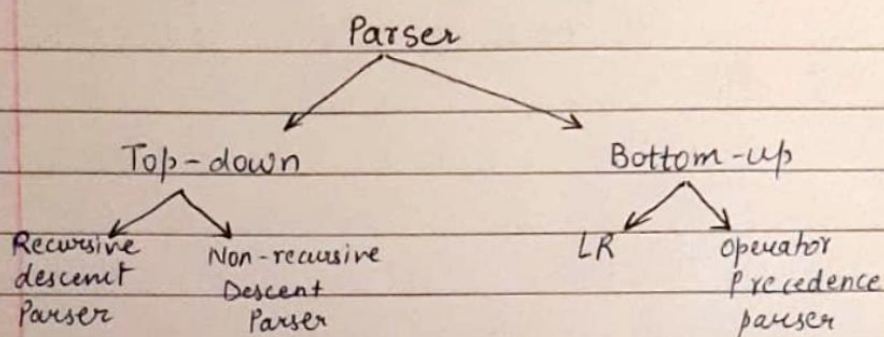 Parser
Top-down
Bottom-up
Recursive
descent
Parser
Non-recursive
Descent
Parser
LR
operator
Precedence
parser